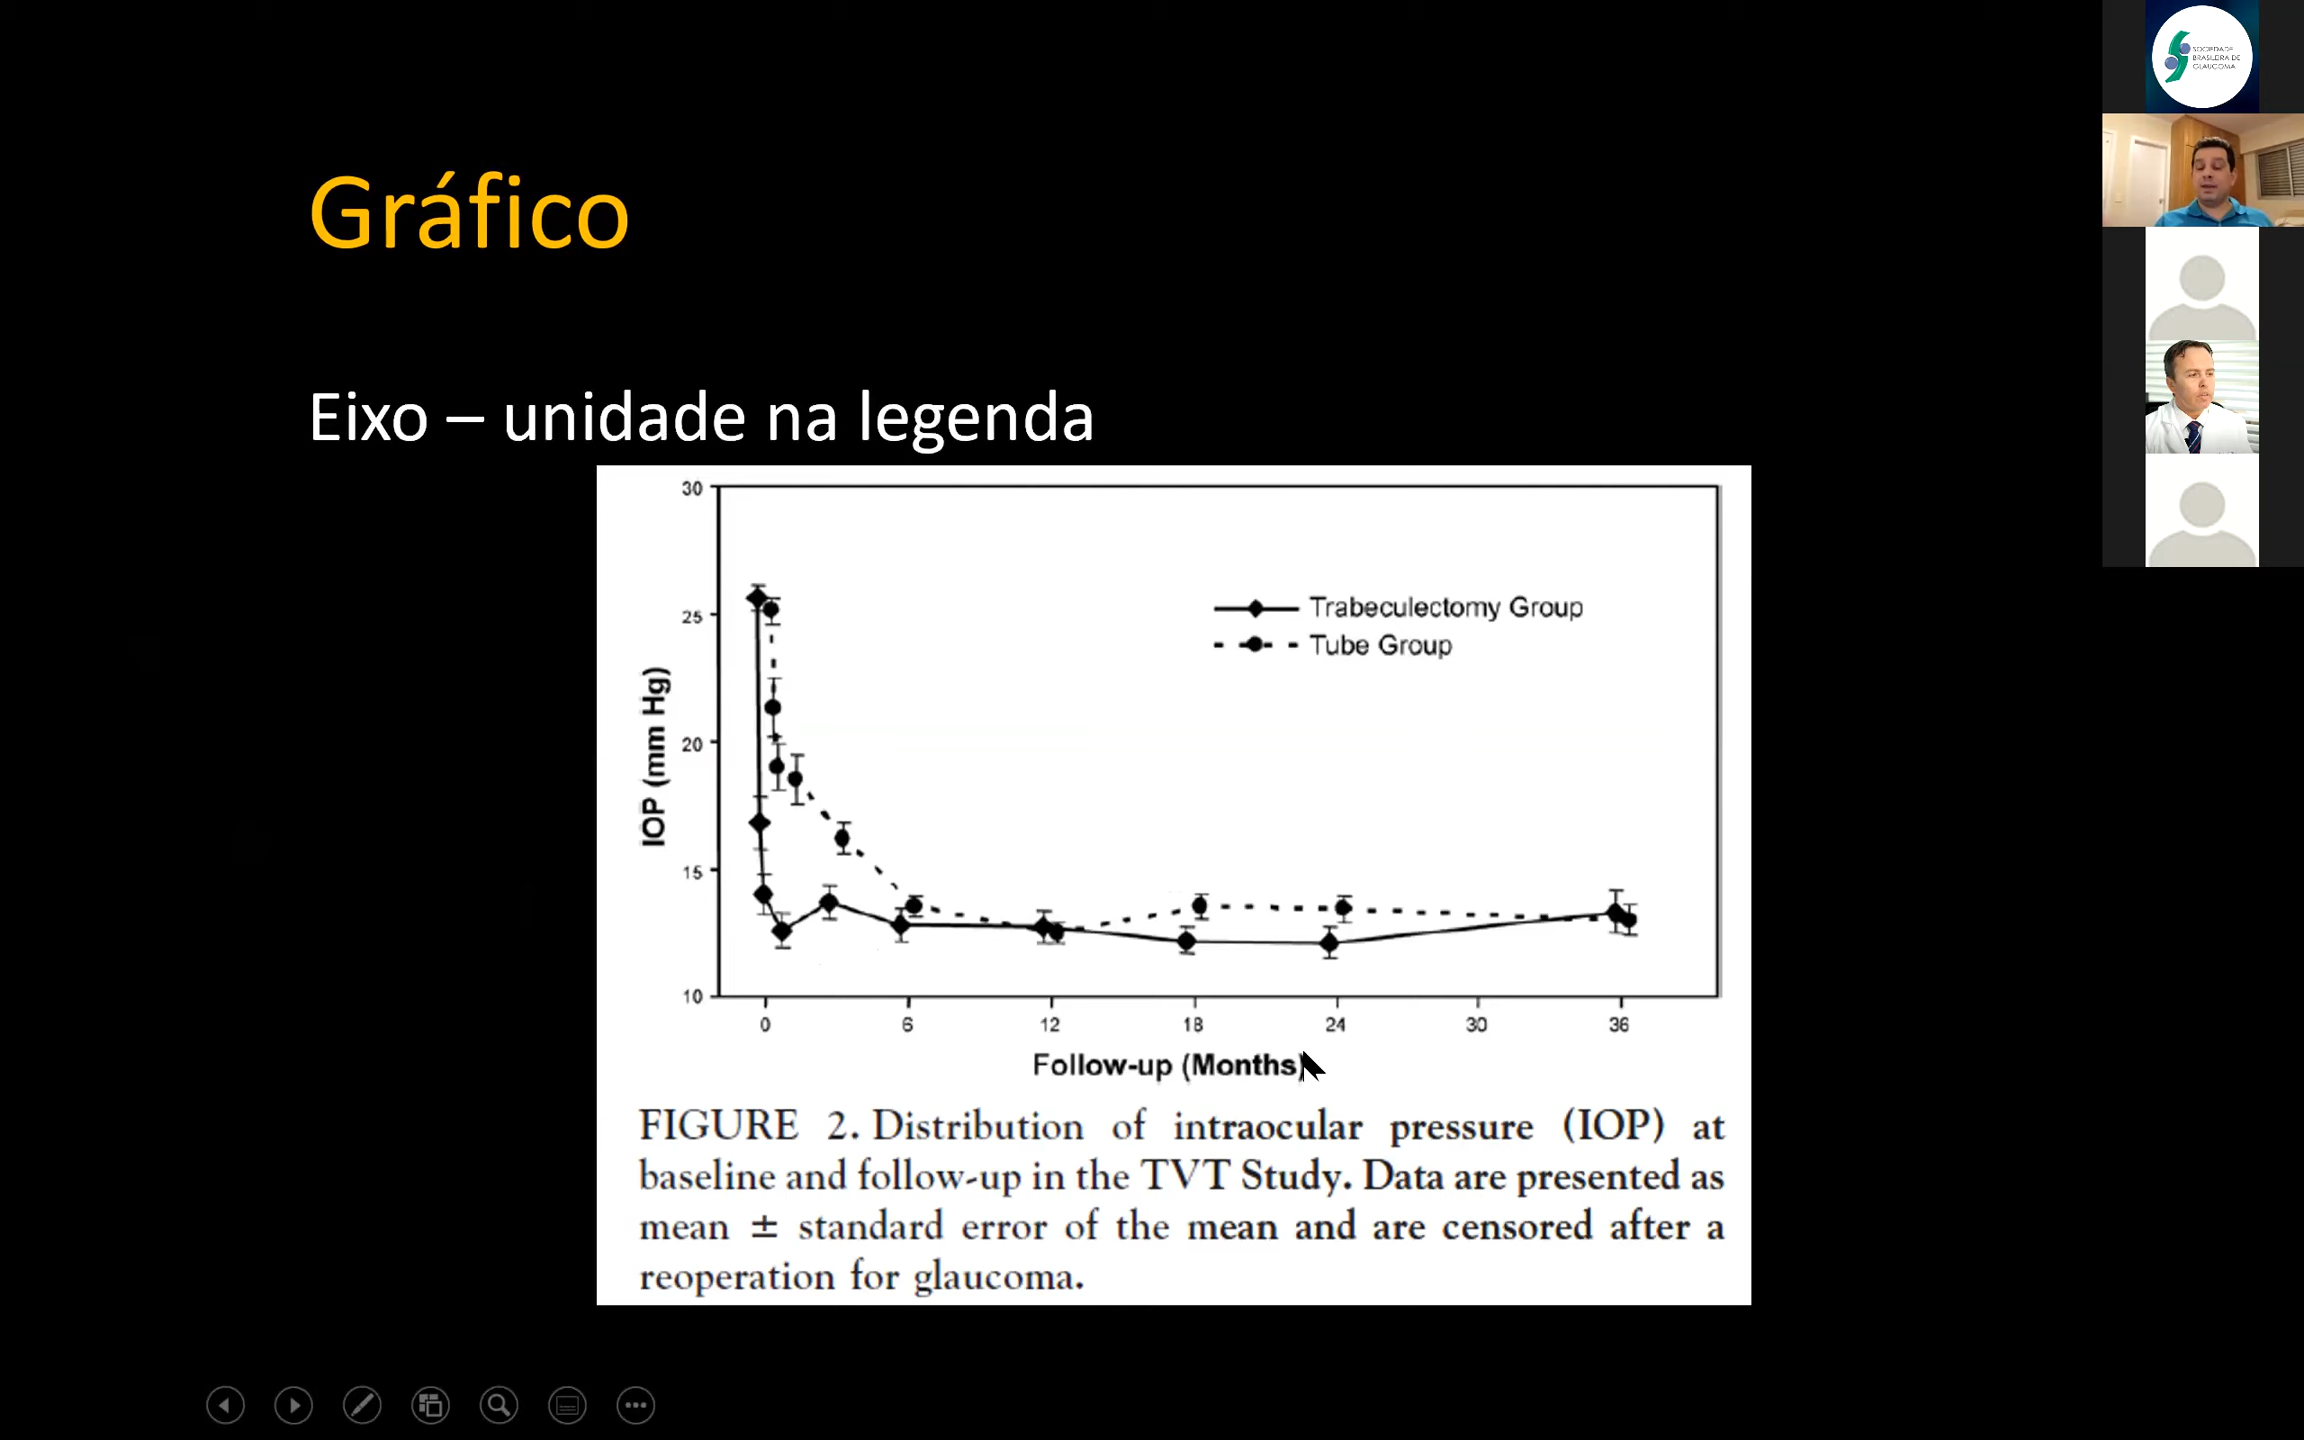 SOCIEDADE
BRASILEIRA DE
GLAUCOMA
Gráfico
Eixo – unidade na legenda
30
25
20
15
10
IOP (mm Hg)
Trabeculectomy Group
Tube Group
0 6 12 18 24 30 36
Follow-up (Months)
FIGURE 2. Distribution of intraocular pressure (IOP) at
baseline and follow-up in the TVT Study. Data are presented as
mean ± standard error of the mean and are censored after a
reoperation for glaucoma.